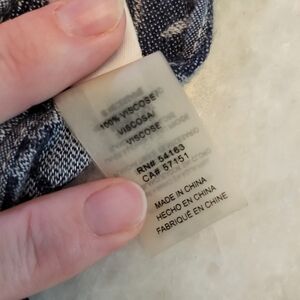 100% VISCOSE
VISCOSA
VISCOSE
RN# 54163
CA# 57151
MADE IN CHINA
HECHO EN CHINA
FABRIQUÉ EN CHINE